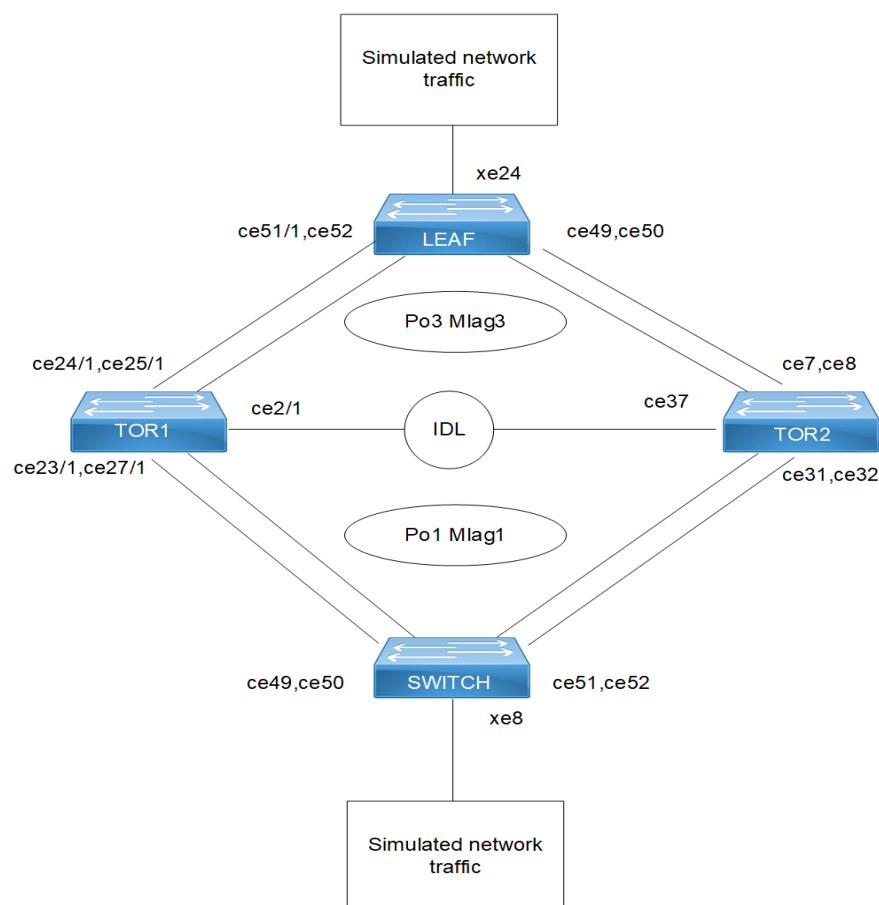 Simulated network
traffic
xe24
ce51/1,ce52
ce49,ce50
LEAF
Po3 Mlag3
ce24/1,ce25/1
ce7,ce8
ce2/1
ce37
TOR1
IDL
TOR2
ce23/1,ce27/1
ce31,ce32
Po1 Mlag1
ce49,ce50
SWITCH
ce51,ce52
xe8
Simulated network
traffic